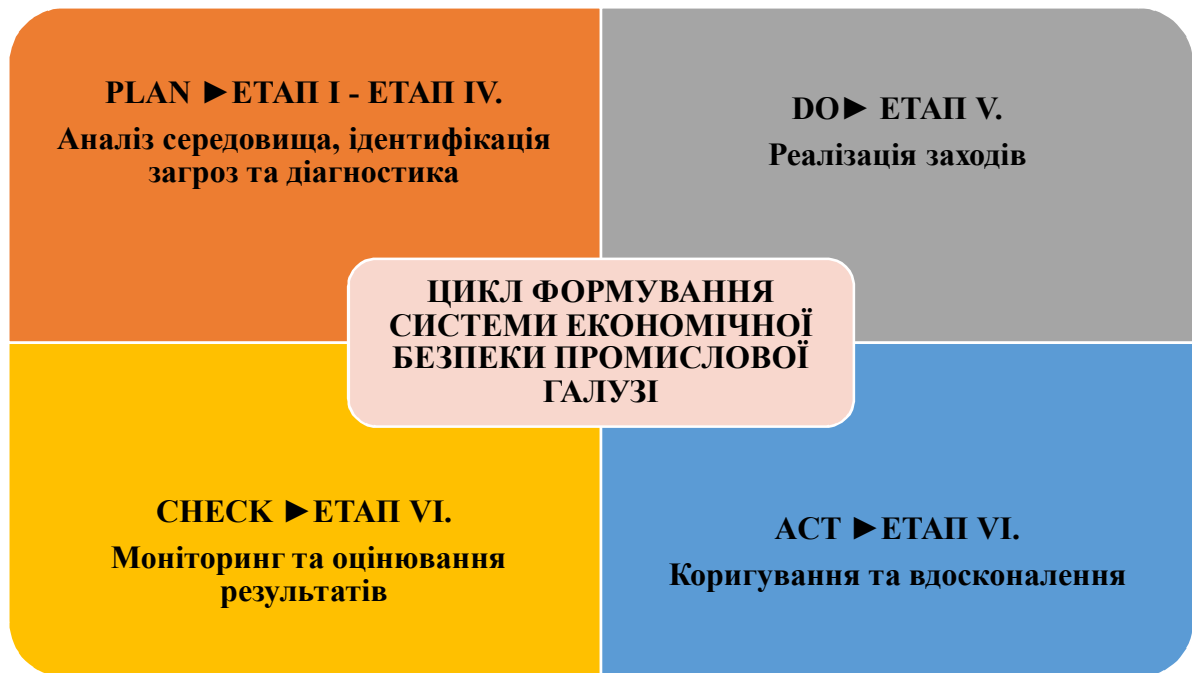 PLAN ►ЕТАП I - ЕТАП IV.
Аналіз середовища, ідентифікація
загроз та діагностика
DO► ЕТАП V.
Реалізація заходів
ЦИКЛ ФОРМУВАННЯ
СИСТЕМИ ЕКОНОМІЧНОЇ
БЕЗПЕКИ ПРОМИСЛОВОЇ
ГАЛУЗІ
CHECK ►ЕТАП VI.
Моніторинг та оцінювання
результатів
ACT ►ЕТАП VI.
Коригування та вдосконалення